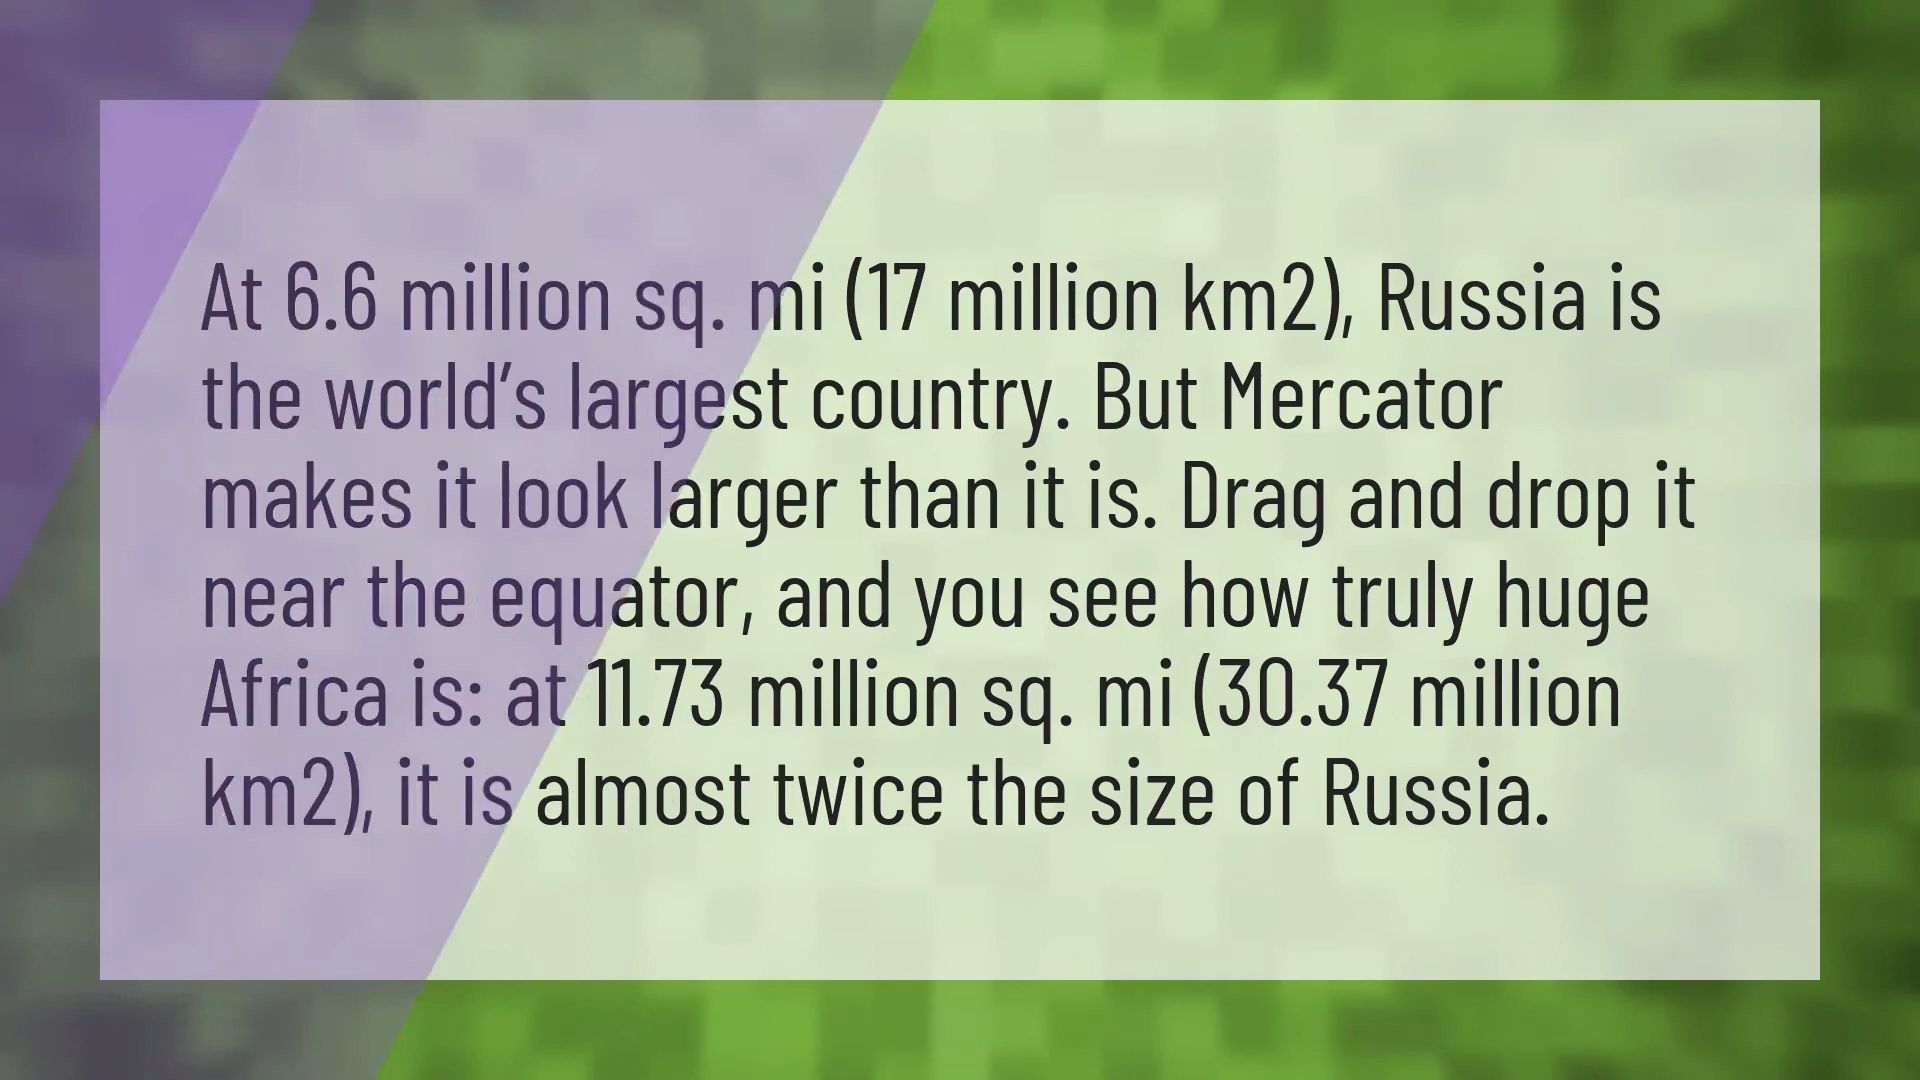 At 6.6 million sq. mi (17 million km2), Russia is
the world’s largest country. But Mercator
makes it look larger than it is. Drag and drop it
near the equator, and you see how truly huge
Africa is: at 11.73 million sq. mi (30.37 million
km2), it is almost twice the size of Russia.